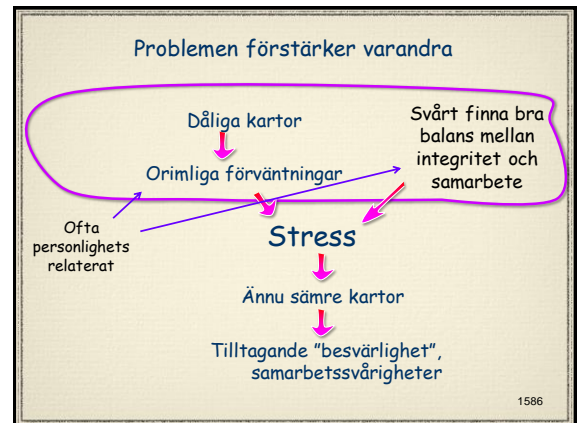 Problemen förstärker varandra
Dåliga kartor
Orimliga förväntningar
Svårt finna bra
balans mellan
integritet och
samarbete
Ofta
personlighets
relaterat
Stress
Ännu sämre kartor
Tilltagande ”besvärlighet”,
samarbetssvårigheter
1586